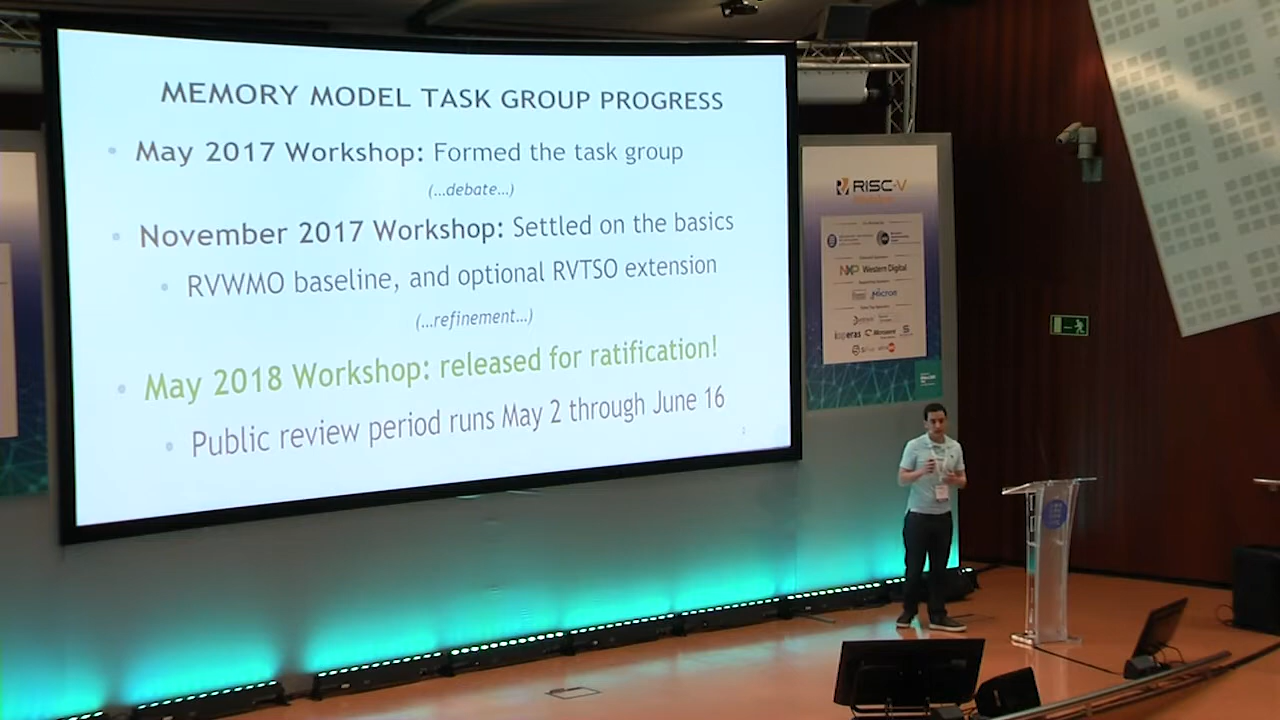 MEMORY MODEL TASK GROUP PROGRESS
• May 2017 Workshop: Formed the task group
(...debate...)
• November 2017 Workshop: Settled on the basics
• RVWMO baseline, and optional RVTSO extension
(...refinement...)
• May 2018 Workshop: released for ratification!
• Public review period runs May 2 through June 16
RISC-V
NXP Western Digital
Micron